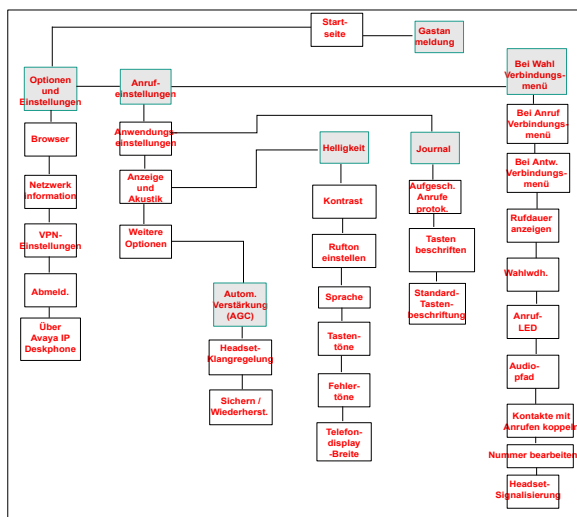 Start-
seite
Gastan
meldung
Optionen
und
Einstellungen
Browser
Netzwerk
information
VPN-
Einstellungen
Abmeld.
Über
Avaya IP
Deskphone
Anruf-
einstellungen
Anwendungs-
einstellungen
Anzeige
und
Akustik
Weitere
Optionen
Autom.
Verstärkung
(AGC)
Headset-
Klangregelung
Sichern /
Wiederherst.
Helligkeit
Kontrast
Rufton
einstellen
Sprache
Tasten-
töne
Fehler-
töne
Telefon-
display
-Breite
Journal
Aufgesch.
Anrufe
protok.
Tasten
beschriften
Standard-
Tasten-
beschriftung
Bei Wahl
Verbindungs-
menü
Bei Anruf
Verbindungs-
menü
Bei Antw.
Verbindungs-
menü
Rufdauer
anzeigen
Wahlwdh.
Anruf-
LED
Audio-
pfad
Kontakte mit
Anrufen koppeln
Nummer bearbeiten
Headset-
Signalisierung